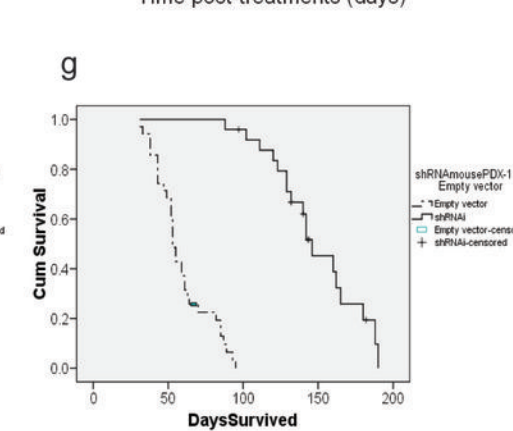 Time post treatments (days)
g
1.0
0.8
0.6
0.4
0.2
0.0
Cum Survival
0
50
100
150
200
DaysSurvived
shRNAmousePDX-1
Empty vector
Empty vector
shRNAi
Empty vector-censo
shRNAi-censored